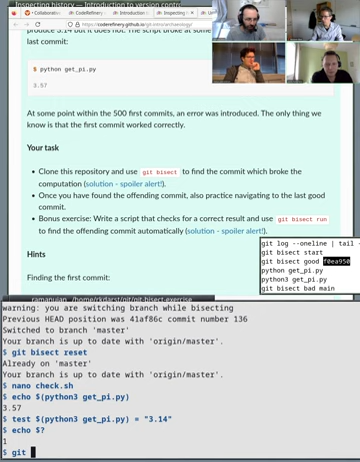 Inspecting history — Version contro
Collaborati
CodeRefinery
Introduction
Inspecting
https://coderefinery.github.io/git-intro/archaeology/
produce 3.14 but it does not. The script broke at some
last commit:
$ python get_pi.py
3.57
At some point within the 500 first commits, an error was introduced. The only thing we
know is that the first commit worked correctly.
Your task
• Clone this repository and use git bisect to find the commit which broke the
computation (solution - spoiler alert!).
• Once you have found the offending commit, also practice navigating to the last good
commit.
• Bonus exercise: Write a script that checks for a correct result and use git bisect run
to find the offending commit automatically (solution - spoiler alert!).
Hints
Finding the first commit:
git log --oneline | tail -
git bisect start
git bisect good f0ea950
python get_pi.py
python3 get_pi.py
git bisect bad main
ramanujan /home/rkdarst/git/git-bisect-exercise
warning: you are switching branch while bisecting
Previous HEAD position was 41af86c commit number 136
Switched to branch 'master'
Your branch is up to date with 'origin/master'.
$ git bisect reset
Already on 'master'
Your branch is up to date with 'origin/master'.
$ nano check.sh
$ echo $(python3 get_pi.py)
3.57
$ test $(python3 get_pi.py) = "3.14"
$ echo $?
1
$ git